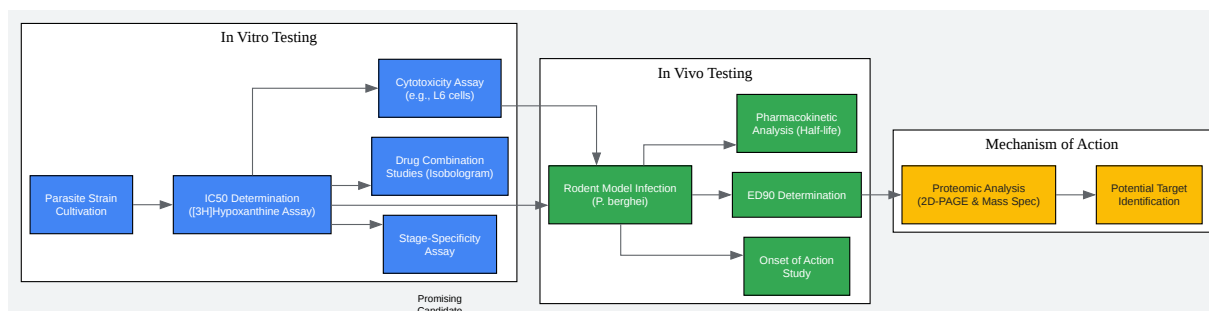 In Vitro Testing
Cytotoxicity Assay
(e.g., L6 cells)
Drug Combination
Studies (Isobologram)
Parasite Strain
Cultivation
IC50 Determination
([3H]Hypoxanthine Assay)
Stage-Specificity
Assay
Promising
Candidate
In Vivo Testing
Pharmacokinetic
Analysis (Half-life)
Rodent Model Infection
(P. berghei)
ED90 Determination
Onset of Action
Study
Mechanism of Action
Proteomic Analysis
(2D-PAGE & Mass Spec)
Potential Target
Identification